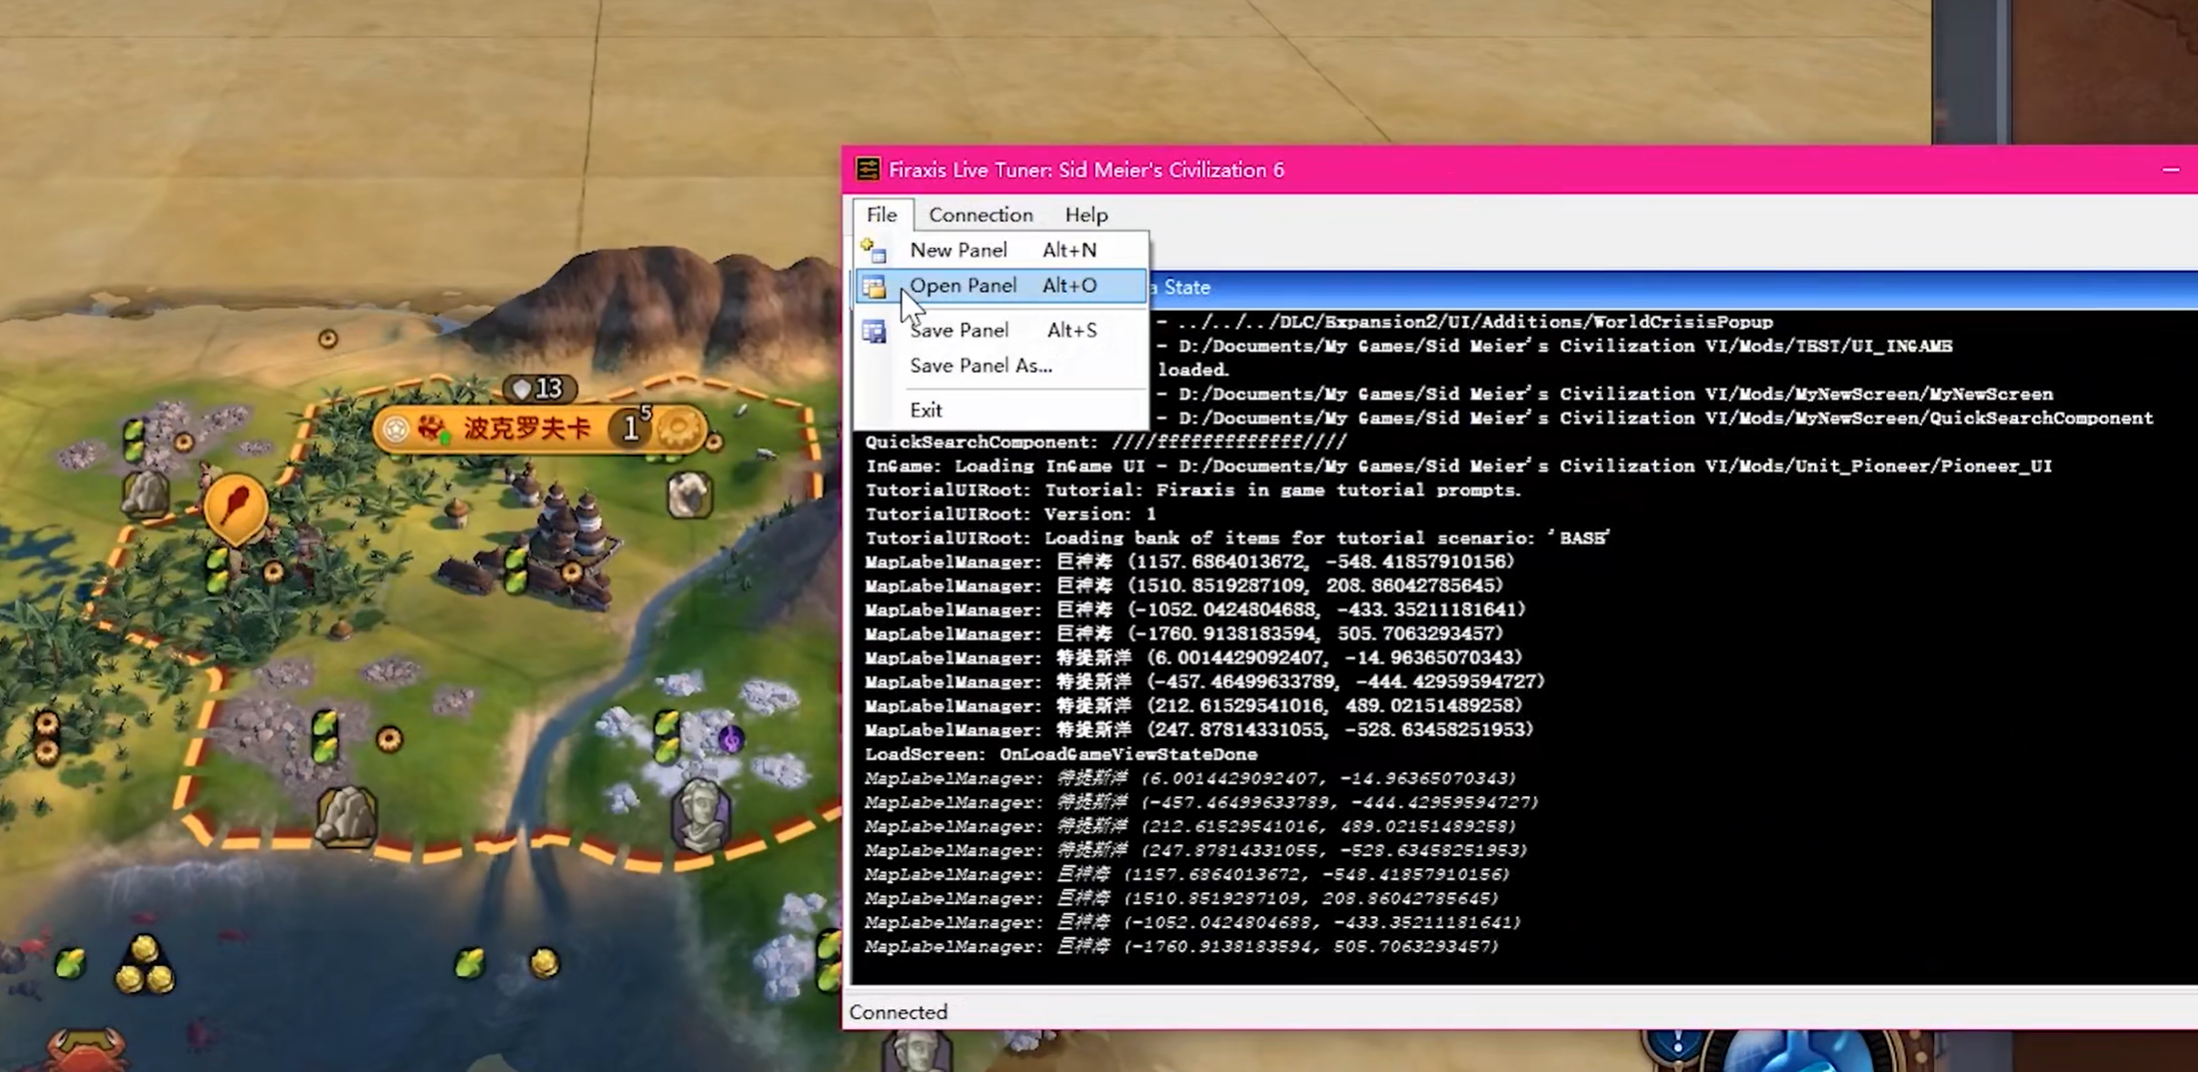 Firaxis Live Tuner: Sid Meier's Civilization 6
File Connection Help
New Panel Alt+N
Open Panel Alt+O
a State
Save Panel Alt+S
Save Panel As...
Exit
- ../../../DLC/Expansion2/UI/Additions/WorldCrisisPopup
- D:/Documents/My Games/Sid Meier's Civilization VI/Mods/TEST/UI_INGAME
loaded.
- D:/Documents/My Games/Sid Meier's Civilization VI/Mods/MyNewScreen/MyNewScreen
- D:/Documents/My Games/Sid Meier's Civilization VI/Mods/MyNewScreen/QuickSearchComponent
QuickSearchComponent: ////fffffffffffff////
InGame: Loading InGame UI - D:/Documents/My Games/Sid Meier's Civilization VI/Mods/Unit_Pioneer/Pioneer_UI
TutorialUIRoot: Tutorial: Firaxis in game tutorial prompts.
TutorialUIRoot: Version: 1
TutorialUIRoot: Loading bank of items for tutorial scenario: 'BASE'
MapLabelManager: 巨神海 (1157.6864013672, -548.41857910156)
MapLabelManager: 巨神海 (1510.8519287109, 208.86042785645)
MapLabelManager: 巨神海 (-1052.0424804688, -433.35211181641)
MapLabelManager: 巨神海 (-1760.9138183594, 505.7063293457)
MapLabelManager: 特提斯洋 (6.0014429092407, -14.96365070343)
MapLabelManager: 特提斯洋 (-457.46499633789, -444.42959594727)
MapLabelManager: 特提斯洋 (212.61529541016, 489.02151489258)
MapLabelManager: 特提斯洋 (247.87814331055, -528.63458251953)
LoadScreen: OnLoadGameViewStateDone
MapLabelManager: 特提斯洋 (6.0014429092407, -14.96365070343)
MapLabelManager: 特提斯洋 (-457.46499633789, -444.42959594727)
MapLabelManager: 特提斯洋 (212.61529541016, 489.02151489258)
MapLabelManager: 特提斯洋 (247.87814331055, -528.63458251953)
MapLabelManager: 巨神海 (1157.6864013672, -548.41857910156)
MapLabelManager: 巨神海 (1510.8519287109, 208.86042785645)
MapLabelManager: 巨神海 (-1052.0424804688, -433.35211181641)
MapLabelManager: 巨神海 (-1760.9138183594, 505.7063293457)
Connected
13
波克罗夫卡 1 5